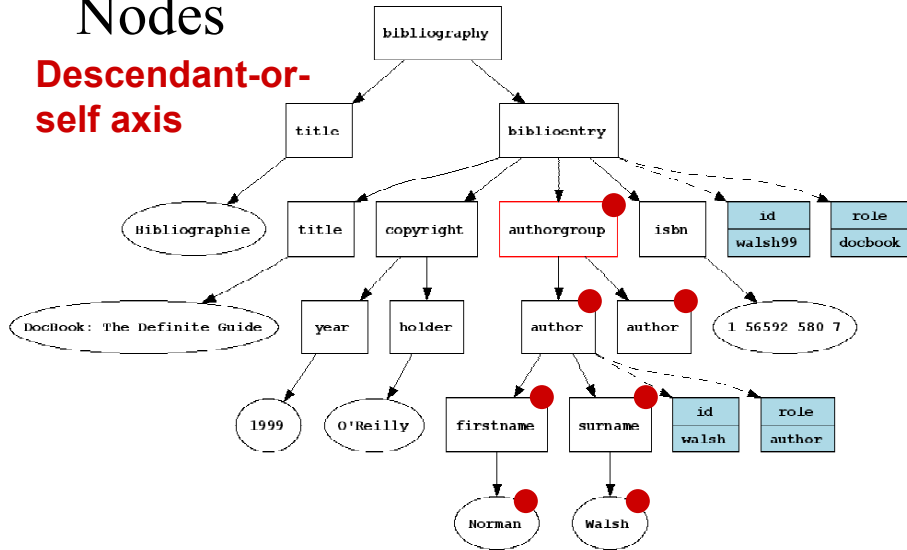 Nodes
Descendant-or-
self axis
bibliography
title
biblioentry
Bibliographie
title
copyright
authorgroup
isbn
id
walsh99
role
docbook
DocBook: The Definite Guide
year
holder
author
author
1 56592 580 7
1999
O'Reilly
firstname
surname
id
walsh
role
author
Norman
Walsh